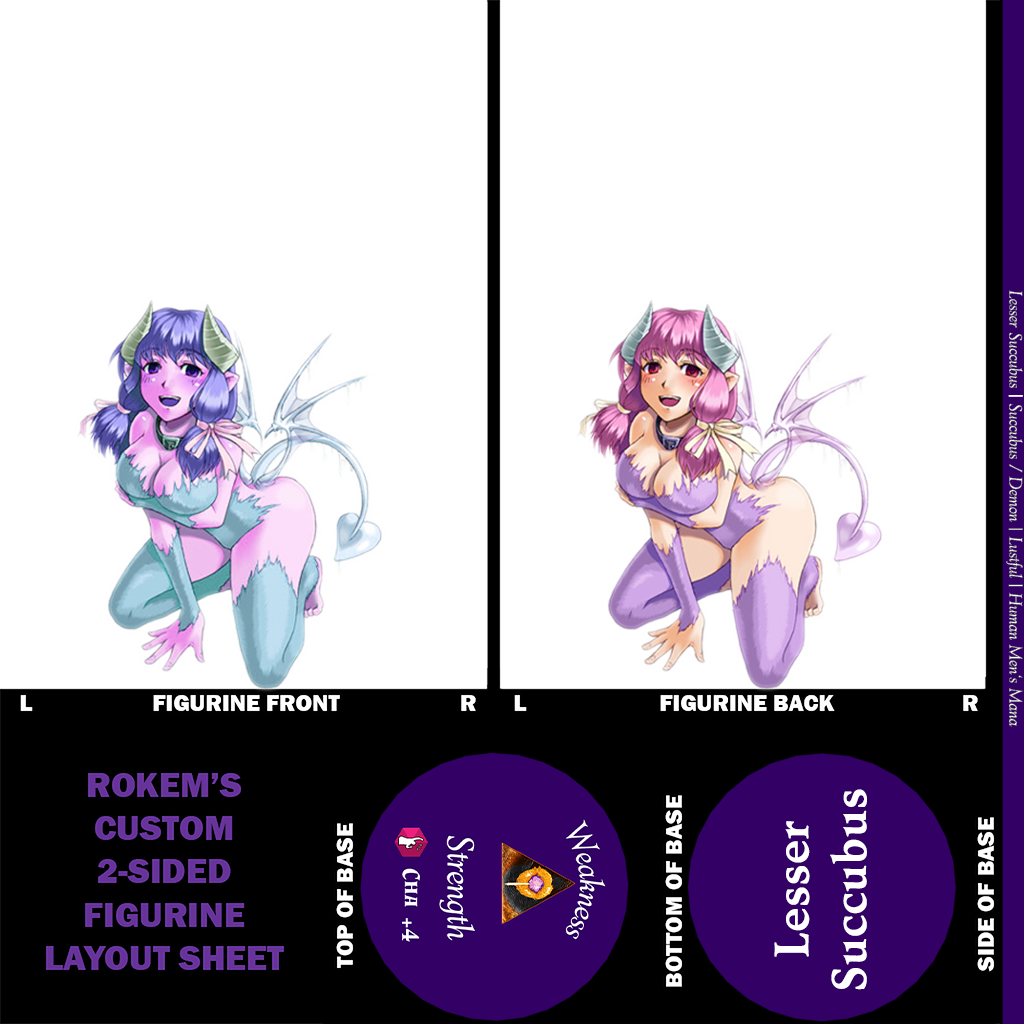 L
FIGURINE FRONT
R
L
FIGURINE BACK
R
Lesser Succubus | Succubus / Demon | Lustful | Human Men's Mana
ROKEM'S
CUSTOM
2-SIDED
FIGURINE
LAYOUT SHEET
TOP OF BASE
Weakness
Strength
CHA +4
BOTTOM OF BASE
Lesser
Succubus
SIDE OF BASE